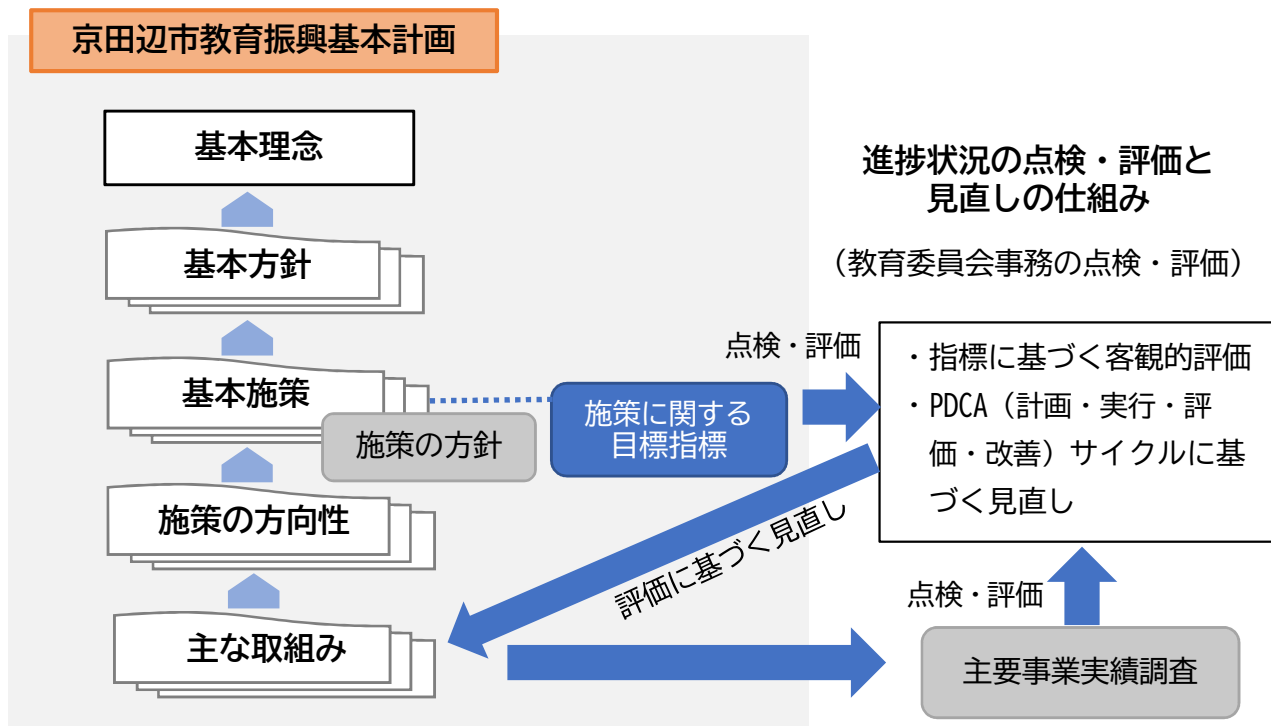 京田辺市教育振興基本計画
基本理念
基本方針
基本施策
施策の方針
施策の方向性
主な取組み
施策に関する
目標指標
進捗状況の点検・評価と
見直しの仕組み
（教育委員会事務の点検・評価）
点検・評価
・指標に基づく客観的評価
・PDCA（計画・実行・評
価・改善）サイクルに基
づく見直し
評価に基づく見直し
点検・評価
主要事業実績調査